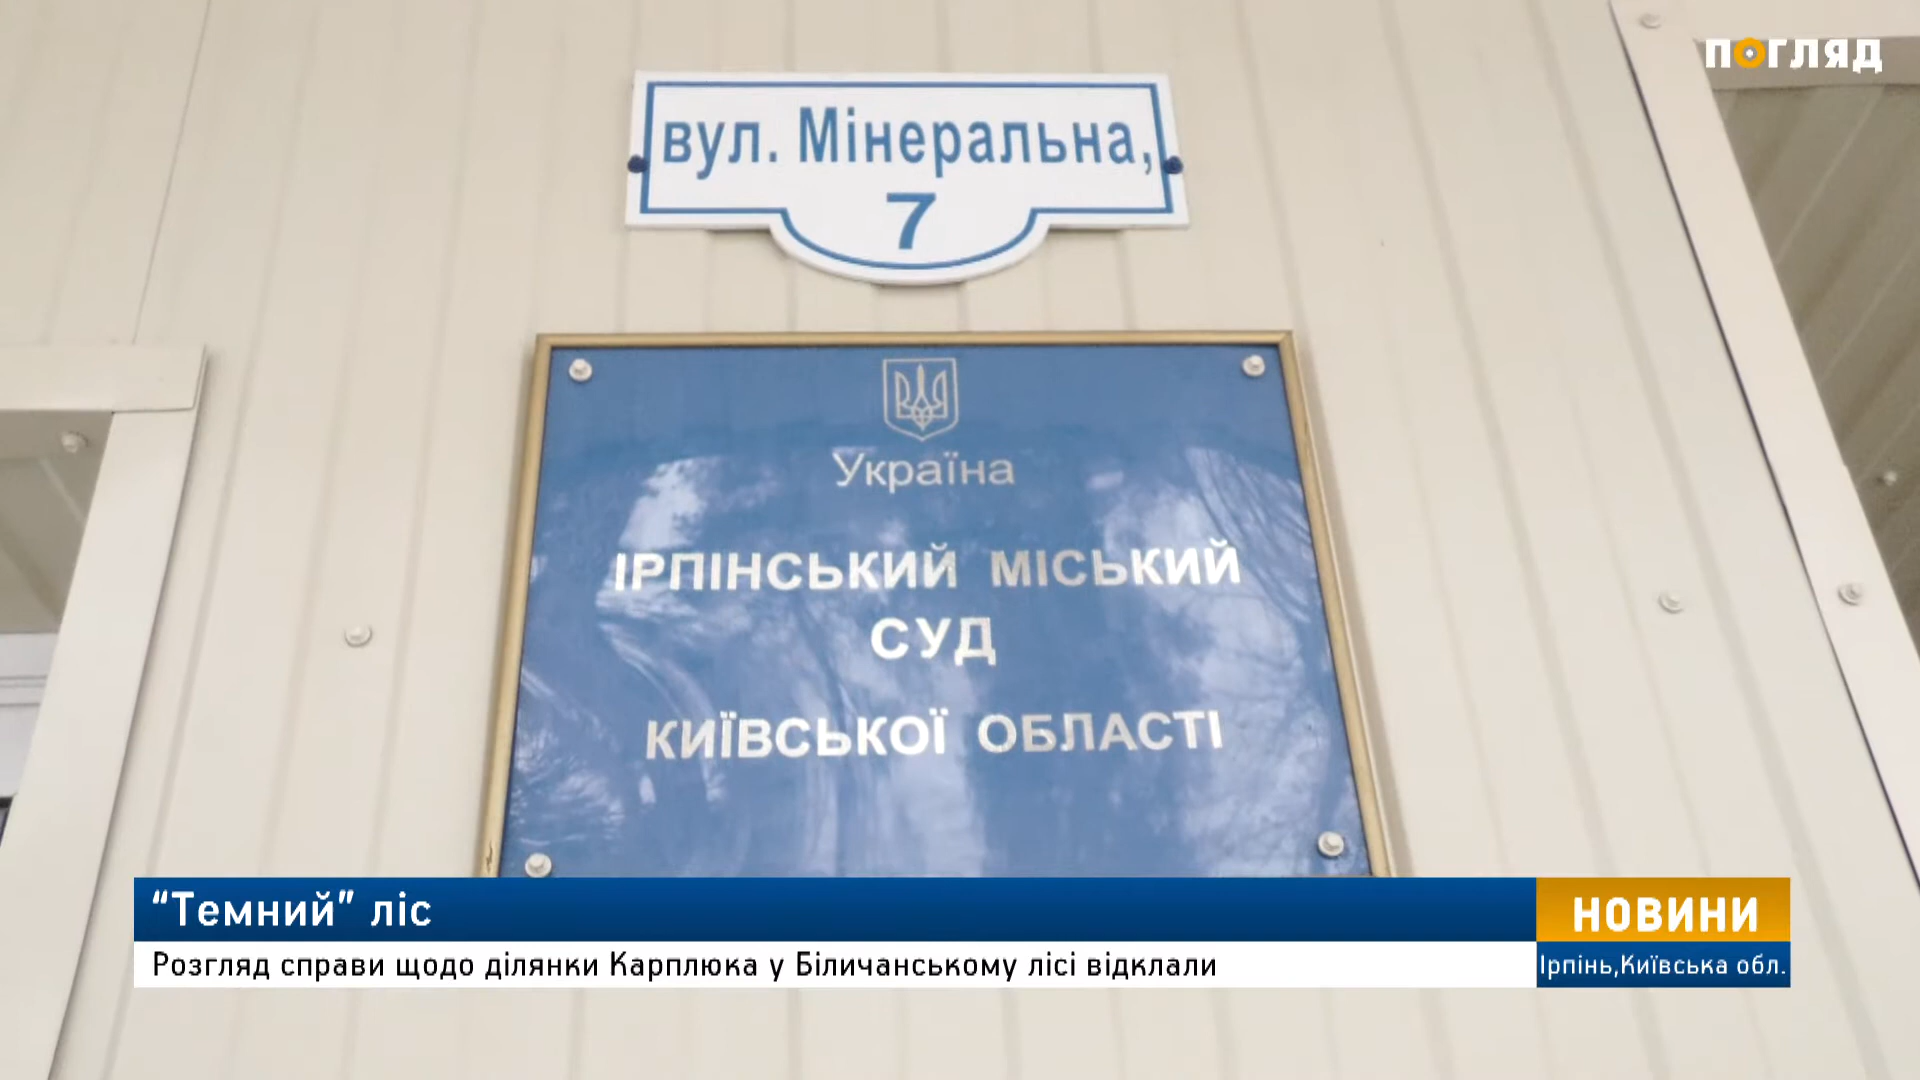 ПОГЛЯД
вул. Мінеральна,
7
Україна
ІРПІНСЬКИЙ МІСЬКИЙ
СУД
КИЇВСЬКОЇ ОБЛАСТІ
“Темний” ліс
НОВИНИ
Розгляд справи щодо ділянки Карплюка у Біличанському лісі відклали
Ірпінь,Київська обл.